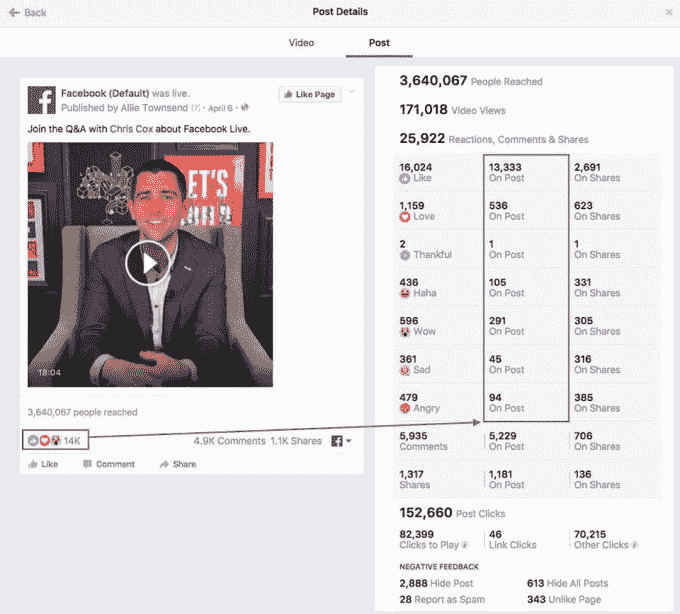 Back
Post Details
Video Post
Facebook (Default) was live.
Published by Allie Townsend [?] · April 6 ·
Like Page
Join the Q&A with Chris Cox about Facebook Live.
LET'S
18:04
3,640,067 people reached
14K
4.9K Comments 1.1K Shares
Like Comment Share
3,640,067 People Reached
171,018 Video Views
25,922 Reactions, Comments & Shares
16,024 13,333 2,691
Like On Post On Shares
1,159 536 623
Love On Post On Shares
2 1 1
Thankful On Post On Shares
436 105 331
Haha On Post On Shares
596 291 305
Wow On Post On Shares
361 45 316
Sad On Post On Shares
479 94 385
Angry On Post On Shares
5,935 5,229 706
Comments On Post On Shares
1,317 1,181 136
Shares On Post On Shares
152,660 Post Clicks
82,399 46 70,215
Clicks to Play Link Clicks Other Clicks
NEGATIVE FEEDBACK
2,888 Hide Post 613 Hide All Posts
28 Report as Spam 343 Unlike Page